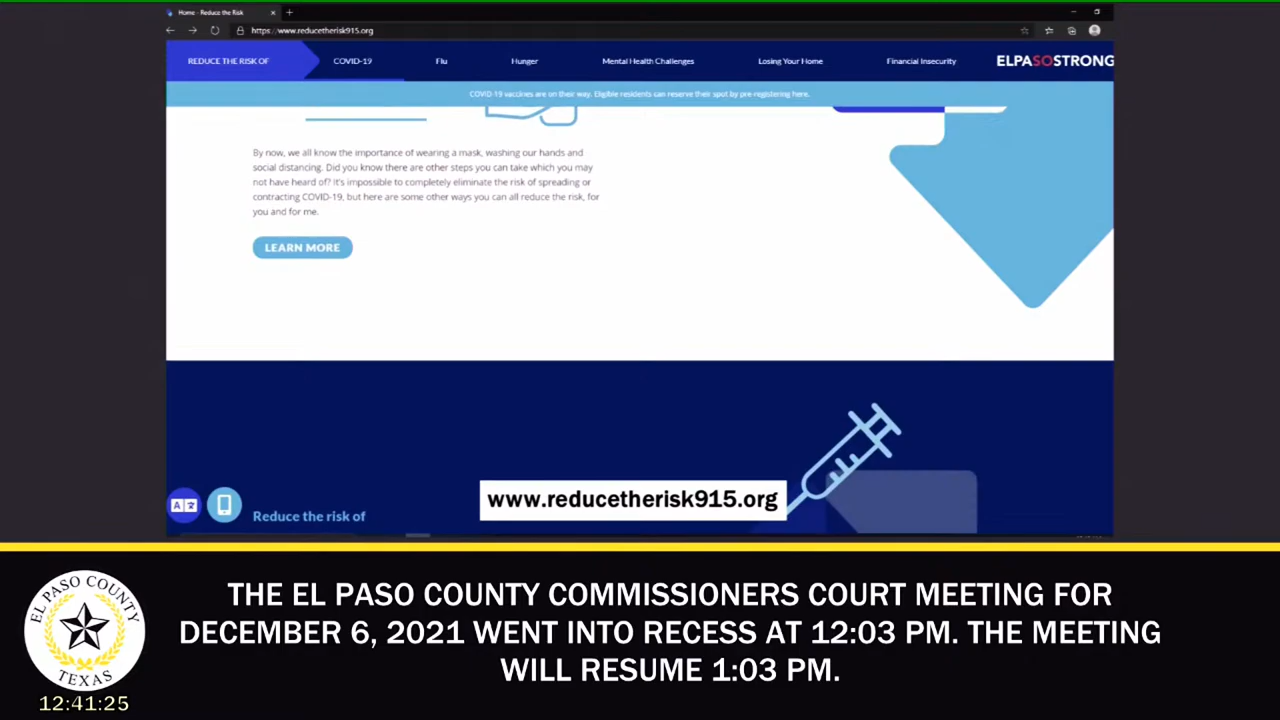 Home - Reduce the Risk
https://www.reducetherisk915.org
REDUCE THE RISK OF
COVID-19
Flu
Hunger
Mental Health Challenges
Losing Your Home
Financial Insecurity
ELPASOSTRONG
COVID-19 vaccines are on their way. Eligible residents can reserve their spot by pre-registering here.
By now, we all know the importance of wearing a mask, washing our hands and
social distancing. Did you know there are other steps you can take which you may
not have heard of? It's impossible to completely eliminate the risk of spreading or
contracting COVID-19, but here are some other ways you can all reduce the risk, for
you and for me.
LEARN MORE
www.reducetherisk915.org
Reduce the risk of
THE EL PASO COUNTY COMMISSIONERS COURT MEETING FOR
DECEMBER 6, 2021 WENT INTO RECESS AT 12:03 PM. THE MEETING
WILL RESUME 1:03 PM.
EL PASO COUNTY
TEXAS
12:41:25